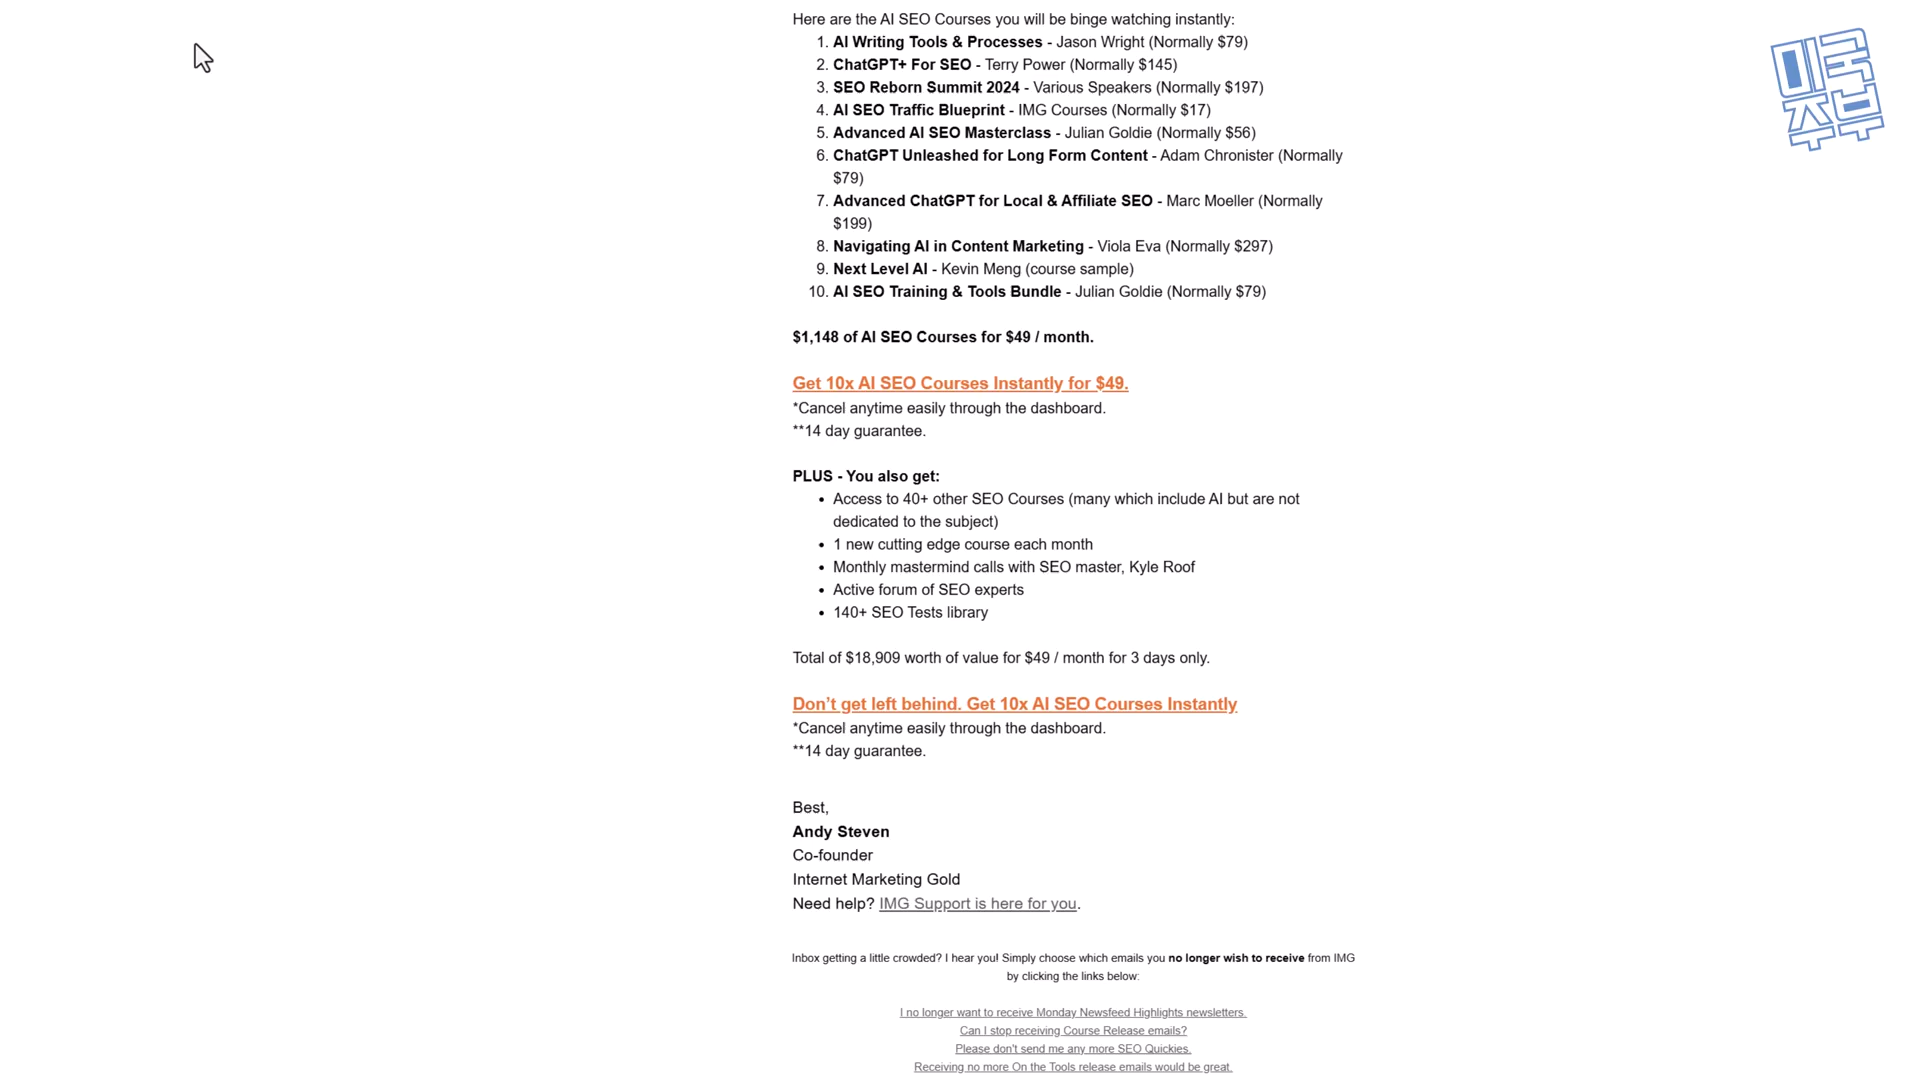 Here are the AI SEO Courses you will be binge watching instantly:
1. AI Writing Tools & Processes - Jason Wright (Normally $79)
2. ChatGPT+ For SEO - Terry Power (Normally $145)
3. SEO Reborn Summit 2024 - Various Speakers (Normally $197)
4. AI SEO Traffic Blueprint - IMG Courses (Normally $17)
5. Advanced AI SEO Masterclass - Julian Goldie (Normally $56)
6. ChatGPT Unleashed for Long Form Content - Adam Chronister (Normally
$79)
7. Advanced ChatGPT for Local & Affiliate SEO - Marc Moeller (Normally
$199)
8. Navigating AI in Content Marketing - Viola Eva (Normally $297)
9. Next Level AI - Kevin Meng (course sample)
10. AI SEO Training & Tools Bundle - Julian Goldie (Normally $79)
$1,148 of AI SEO Courses for $49 / month.
Get 10x AI SEO Courses Instantly for $49.
*Cancel anytime easily through the dashboard.
**14 day guarantee.
PLUS - You also get:
• Access to 40+ other SEO Courses (many which include AI but are not
dedicated to the subject)
• 1 new cutting edge course each month
• Monthly mastermind calls with SEO master, Kyle Roof
• Active forum of SEO experts
• 140+ SEO Tests library
Total of $18,909 worth of value for $49 / month for 3 days only.
Don’t get left behind. Get 10x AI SEO Courses Instantly
*Cancel anytime easily through the dashboard.
**14 day guarantee.
Best,
Andy Steven
Co-founder
Internet Marketing Gold
Need help? IMG Support is here for you.
Inbox getting a little crowded? I hear you! Simply choose which emails you no longer wish to receive from IMG
by clicking the links below:
I no longer want to receive Monday Newsfeed Highlights newsletters.
Can I stop receiving Course Release emails?
Please don't send me any more SEO Quickies.
Receiving no more On the Tools release emails would be great.
미국
주부